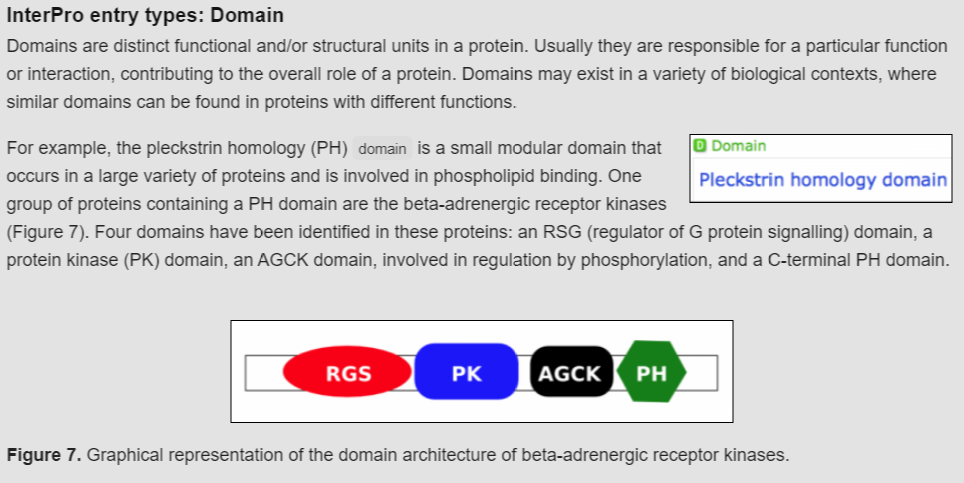 InterPro entry types: Domain
Domains are distinct functional and/or structural units in a protein. Usually they are responsible for a particular function
or interaction, contributing to the overall role of a protein. Domains may exist in a variety of biological contexts, where
similar domains can be found in proteins with different functions.
For example, the pleckstrin homology (PH) domain is a small modular domain that
occurs in a large variety of proteins and is involved in phospholipid binding. One
group of proteins containing a PH domain are the beta-adrenergic receptor kinases
(Figure 7). Four domains have been identified in these proteins: an RSG (regulator of G protein signalling) domain, a
protein kinase (PK) domain, an AGCK domain, involved in regulation by phosphorylation, and a C-terminal PH domain.
D Domain
Pleckstrin homology domain
RGS PK AGCK PH
Figure 7. Graphical representation of the domain architecture of beta-adrenergic receptor kinases.